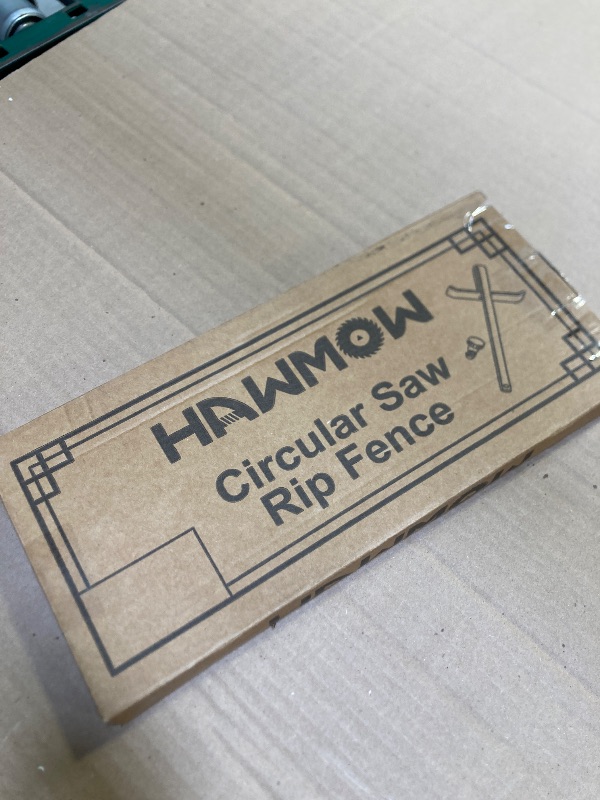 HAWMOW
Circular Saw
Rip Fence